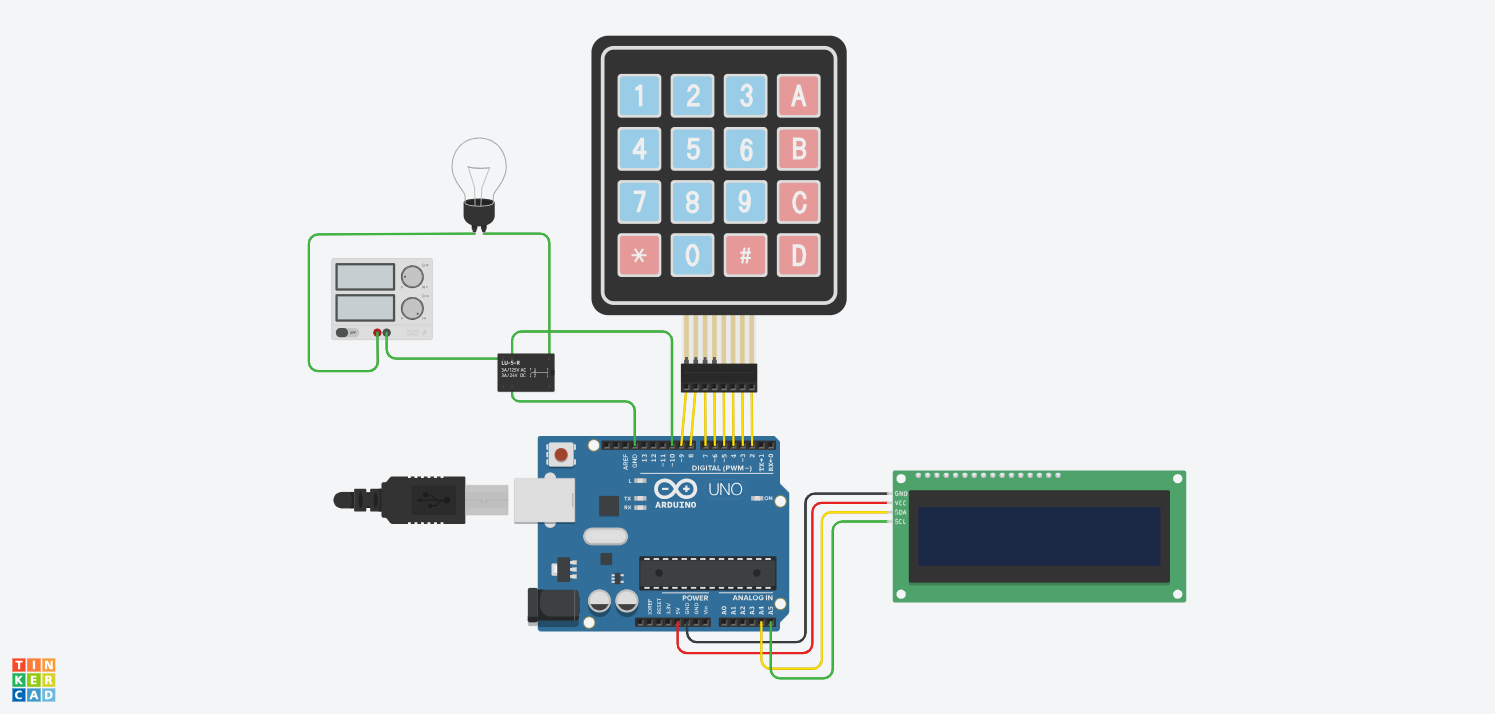 1 2 3 A
4 5 6 B
7 8 9 C
* 0 # D
LU-5-R
3A/125V AC
3A/24V DC
AREF
GND
13
12
~11
~10
~9
8
7
~6
~5
4
~3
2
TX→1
RX←0
DIGITAL (PWM~)
L
TX
RX
ARDUINO
UNO
ON
POWER
ANALOG IN
IOREF
RESET
3.3V
5V
GND
GND
Vin
A0
A1
A2
A3
A4
A5
GND
VCC
SDA
SCL
TIN
KER
CAD